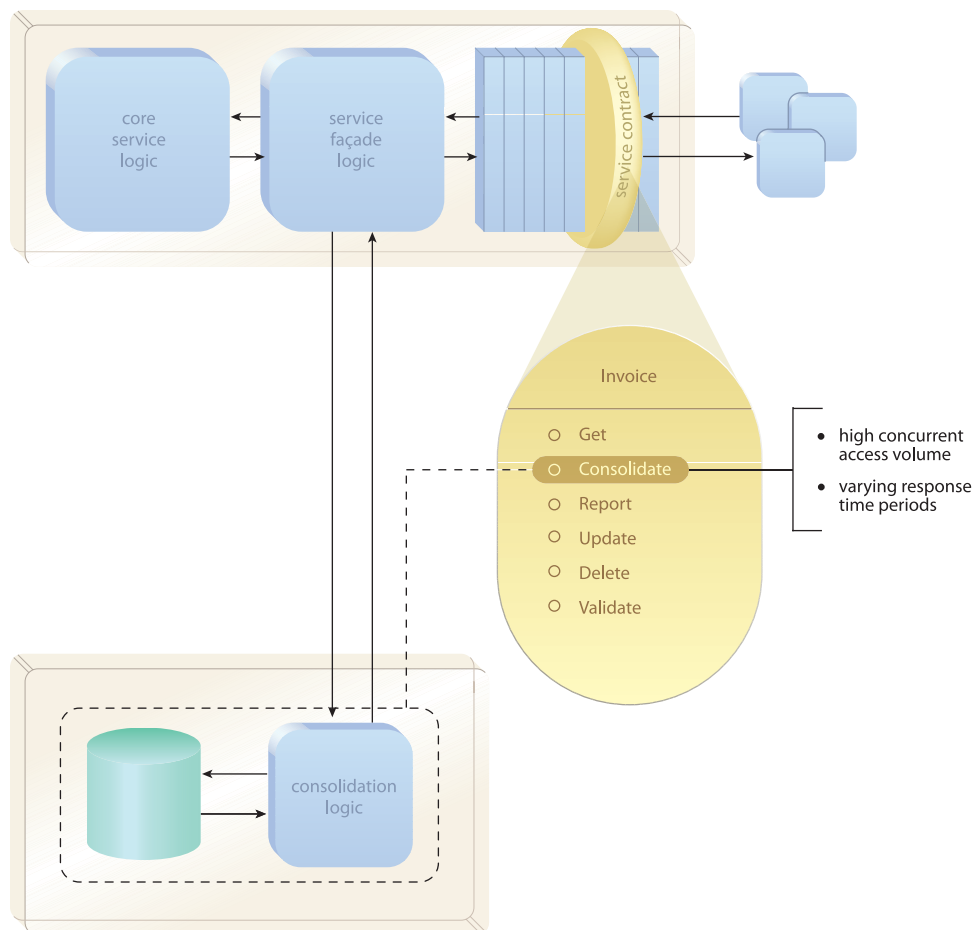 core
service
logic
service
façade
logic
service contract
Invoice
Get
Consolidate
Report
Update
Delete
Validate
• high concurrent
access volume
• varying response
time periods
consolidation
logic